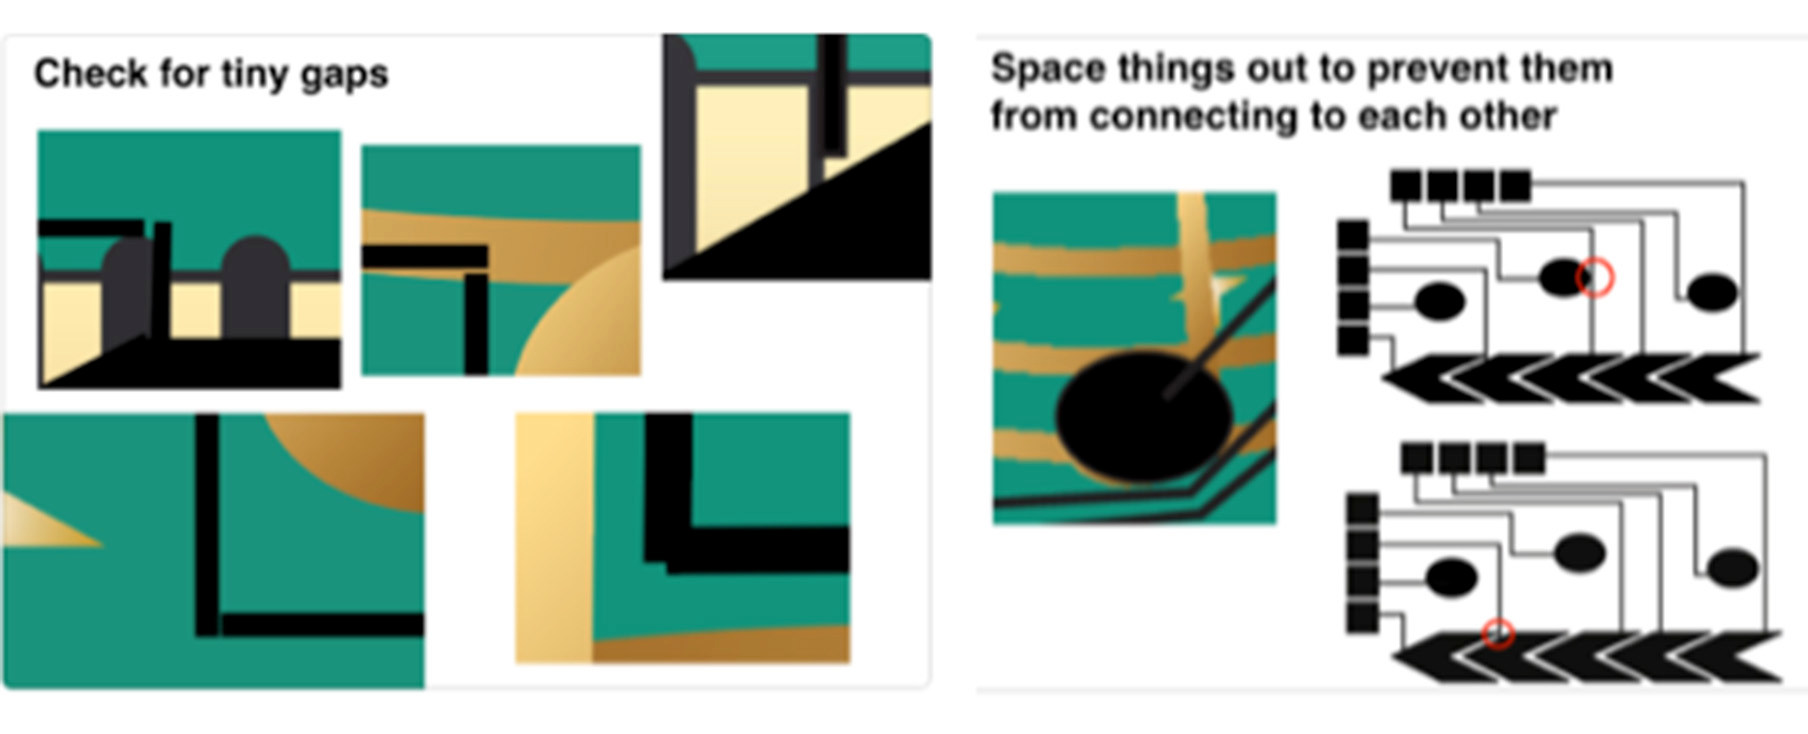 Check for tiny gaps
Space things out to prevent them
from connecting to each other